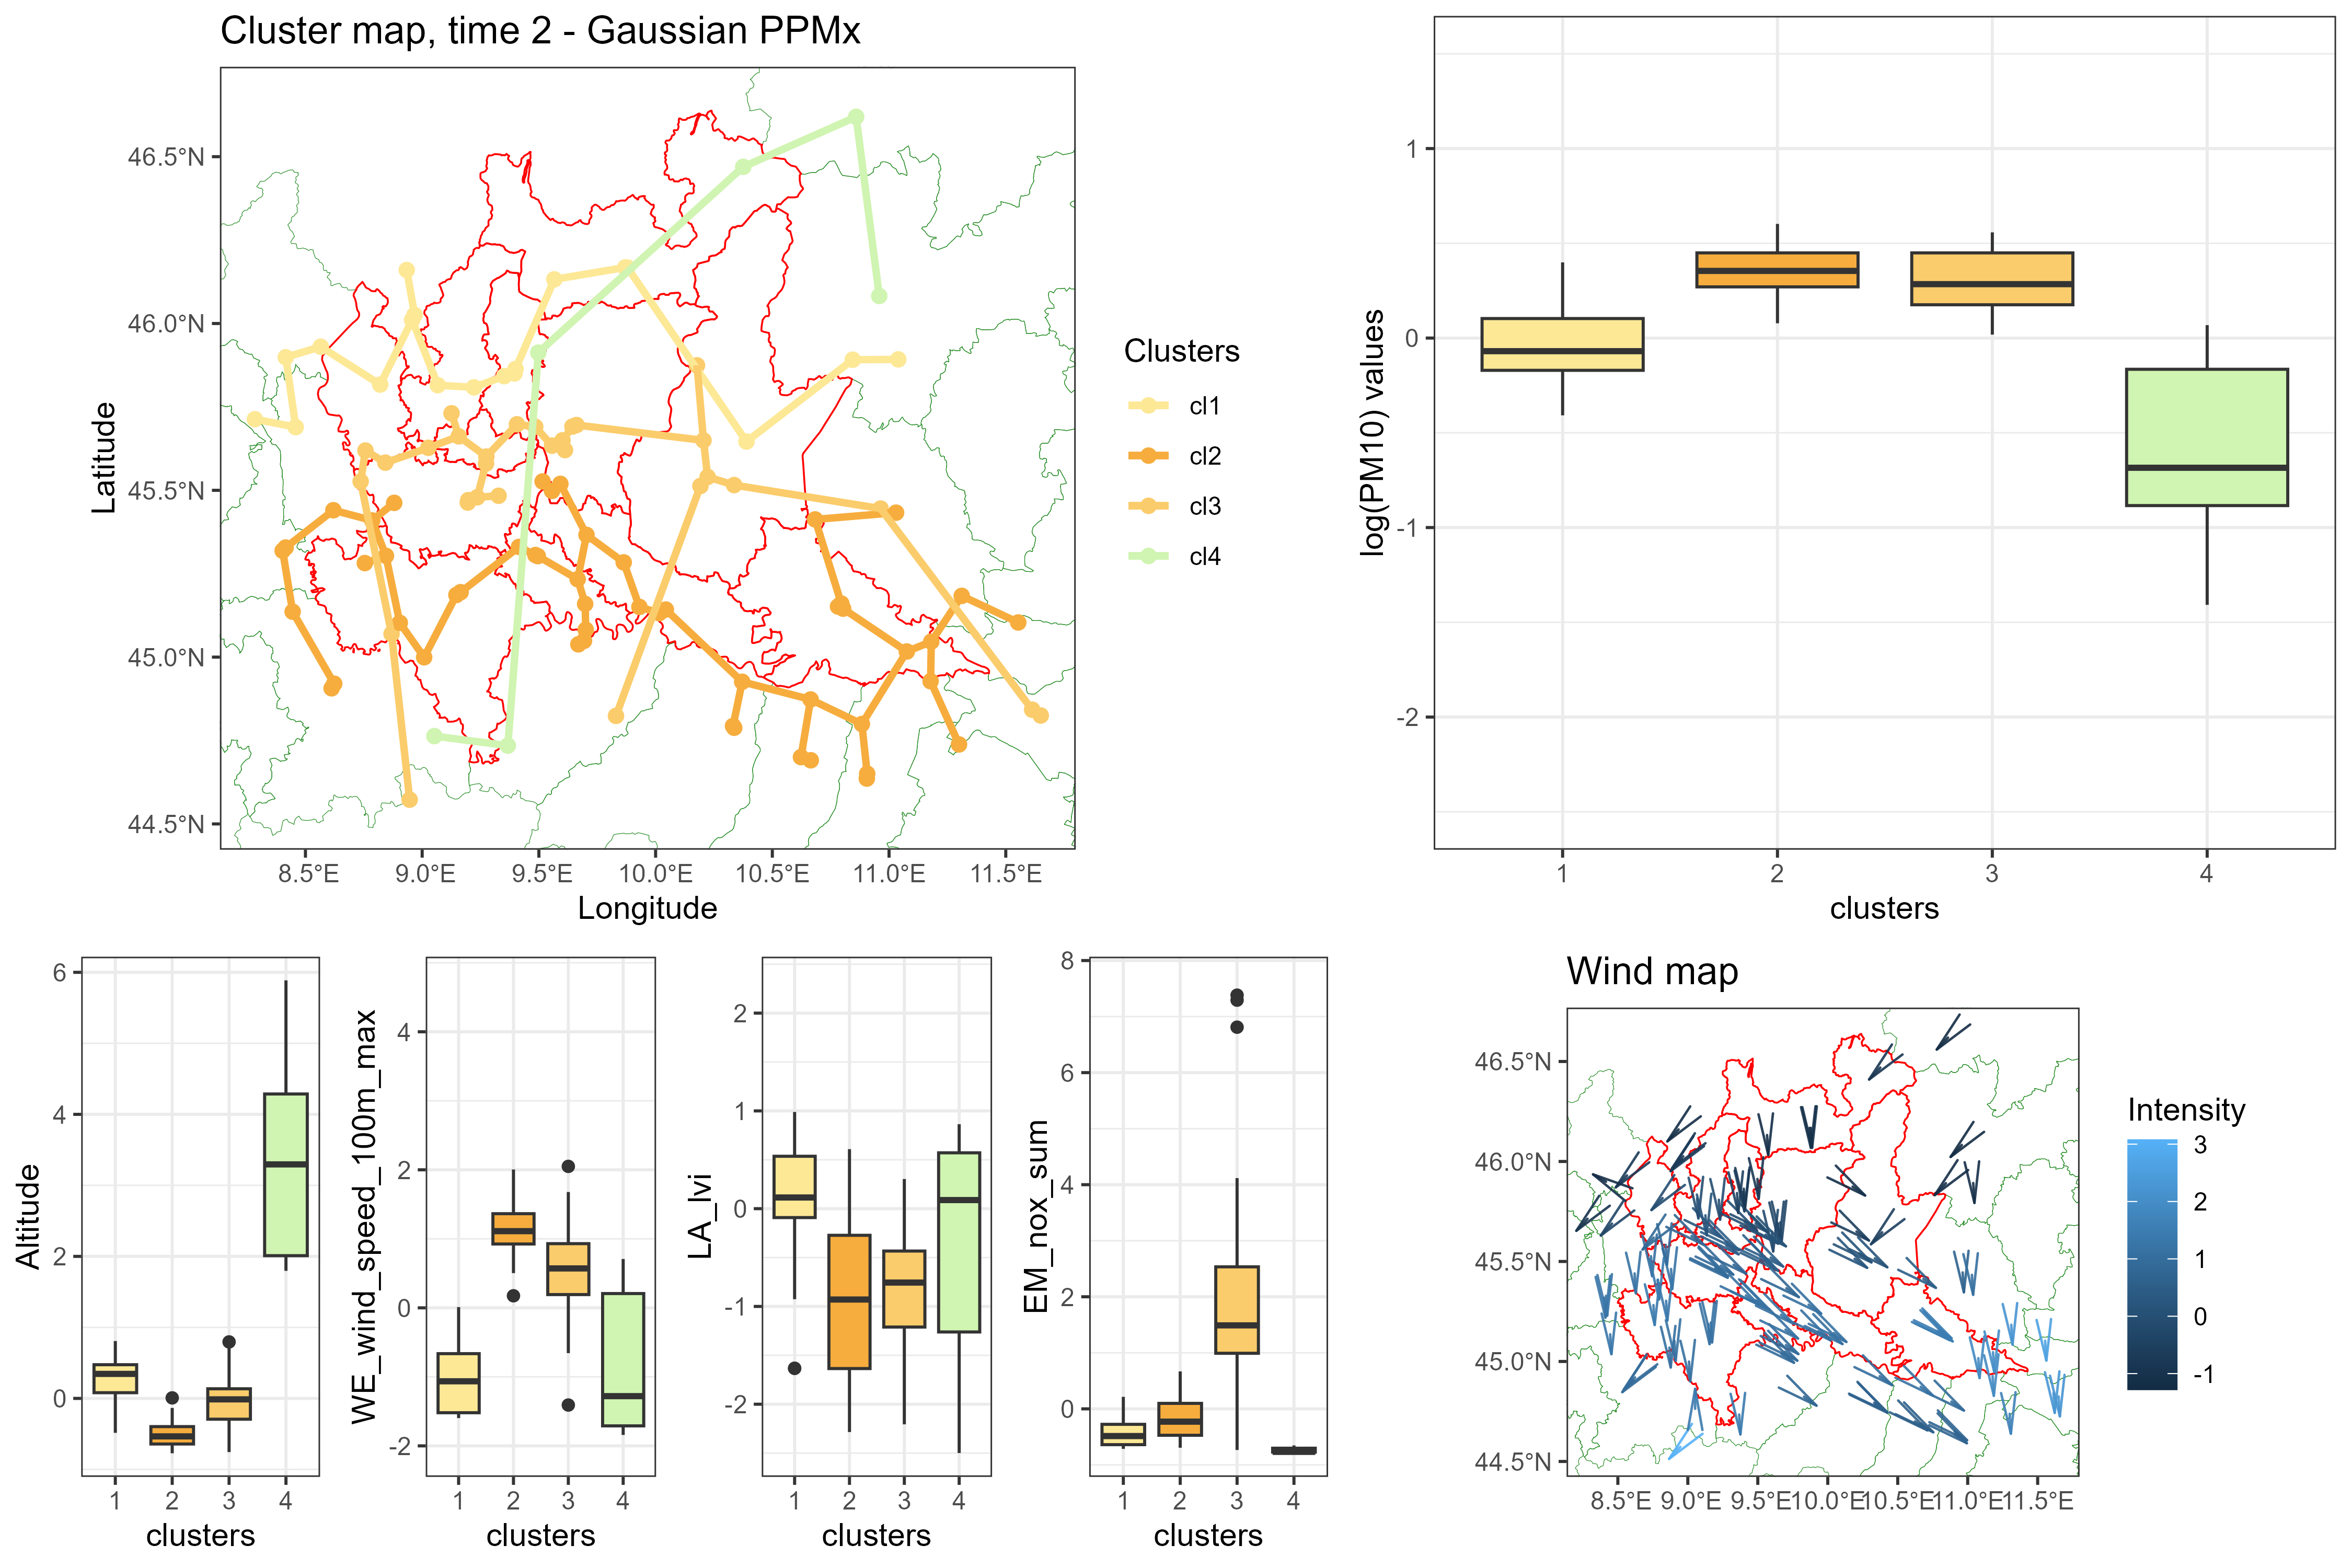 Cluster map, time 2 - Gaussian PPMx
46.5°N
46.0°N
45.5°N
45.0°N
44.5°N
Latitude
8.5°E 9.0°E 9.5°E 10.0°E 10.5°E 11.0°E 11.5°E
Longitude
Clusters
cl1
cl2
cl3
cl4
log(PM10) values
1
0
-1
-2
1 2 3 4
clusters
Altitude
6
4
2
0
1 2 3 4
clusters
WE_wind_speed_100m_max
4
2
0
-2
1 2 3 4
clusters
LA_lvi
2
1
0
-1
-2
1 2 3 4
clusters
EM_nox_sum
8
6
4
2
0
1 2 3 4
clusters
Wind map
46.5°N
46.0°N
45.5°N
45.0°N
44.5°N
8.5°E 9.0°E 9.5°E 10.0°E 10.5°E 11.0°E 11.5°E
Intensity
3
2
1
0
-1